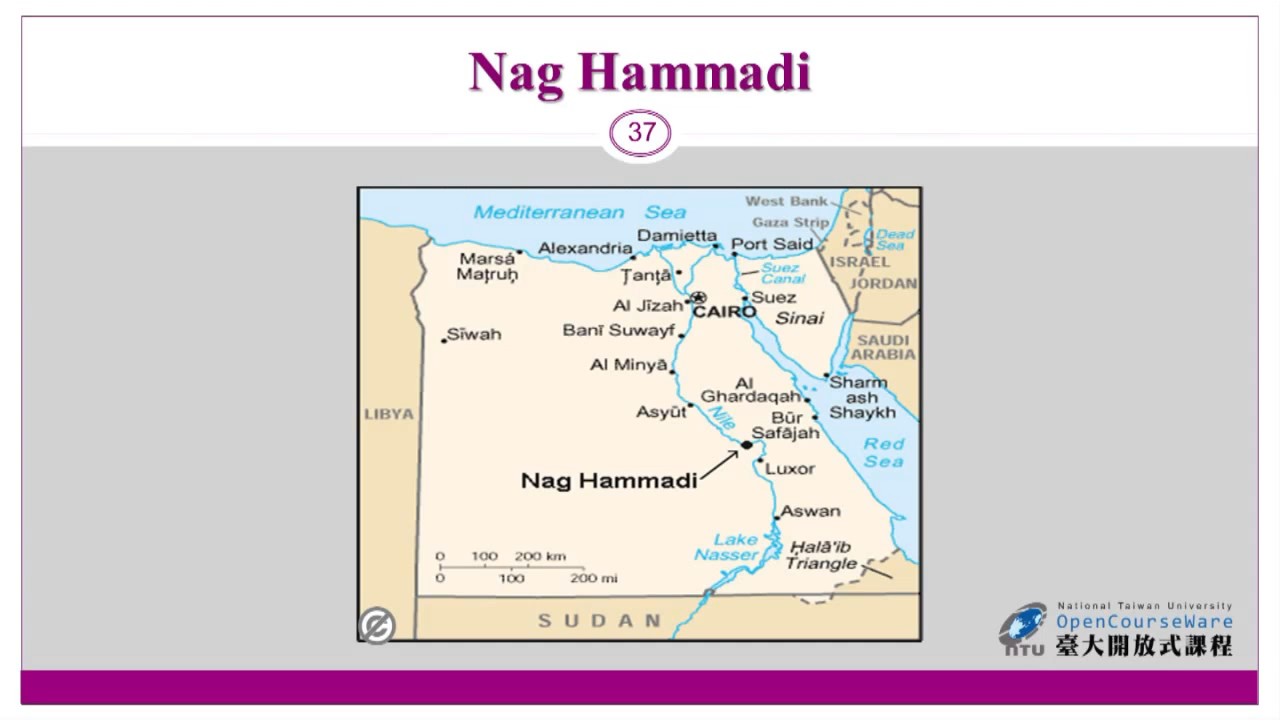 Nag Hammadi
37
Mediterranean Sea
West Bank
Gaza Strip
Dead
Sea
Damietta
Alexandria
Port Said
Marsá
Maṭruḥ
ISRAEL
Ṭanṭā
Suez
Canal
JORDAN
Al Jīzah
Suez
CAIRO
Sinai
Sīwah
Banī Suwayf
SAUDI
ARABIA
Al Minyā
Al
Ghardaqah
Sharm
ash
Shaykh
LIBYA
Asyūt
Nile
Būr
Safājah
Red
Sea
Luxor
Nag Hammadi
Aswan
Lake
Nasser
Ḥalā'ib
Triangle
0 100 200 km
0 100 200 mi
SUDAN
National Taiwan University
OpenCourseWare
NTU
臺大開放式課程